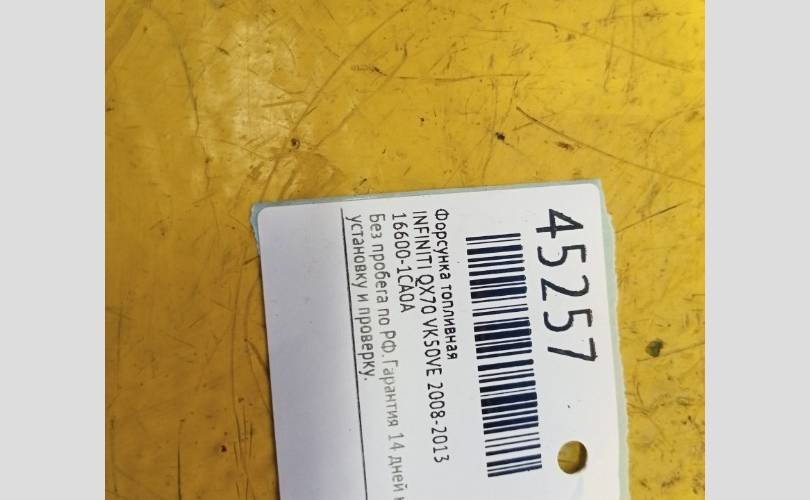 45257
Форсунка топливная
INFINITI QX70 VK50VE 2008-2013
16600-1CA0A
Без пробега по РФ. Гарантия 14 дней н
установку и проверку.